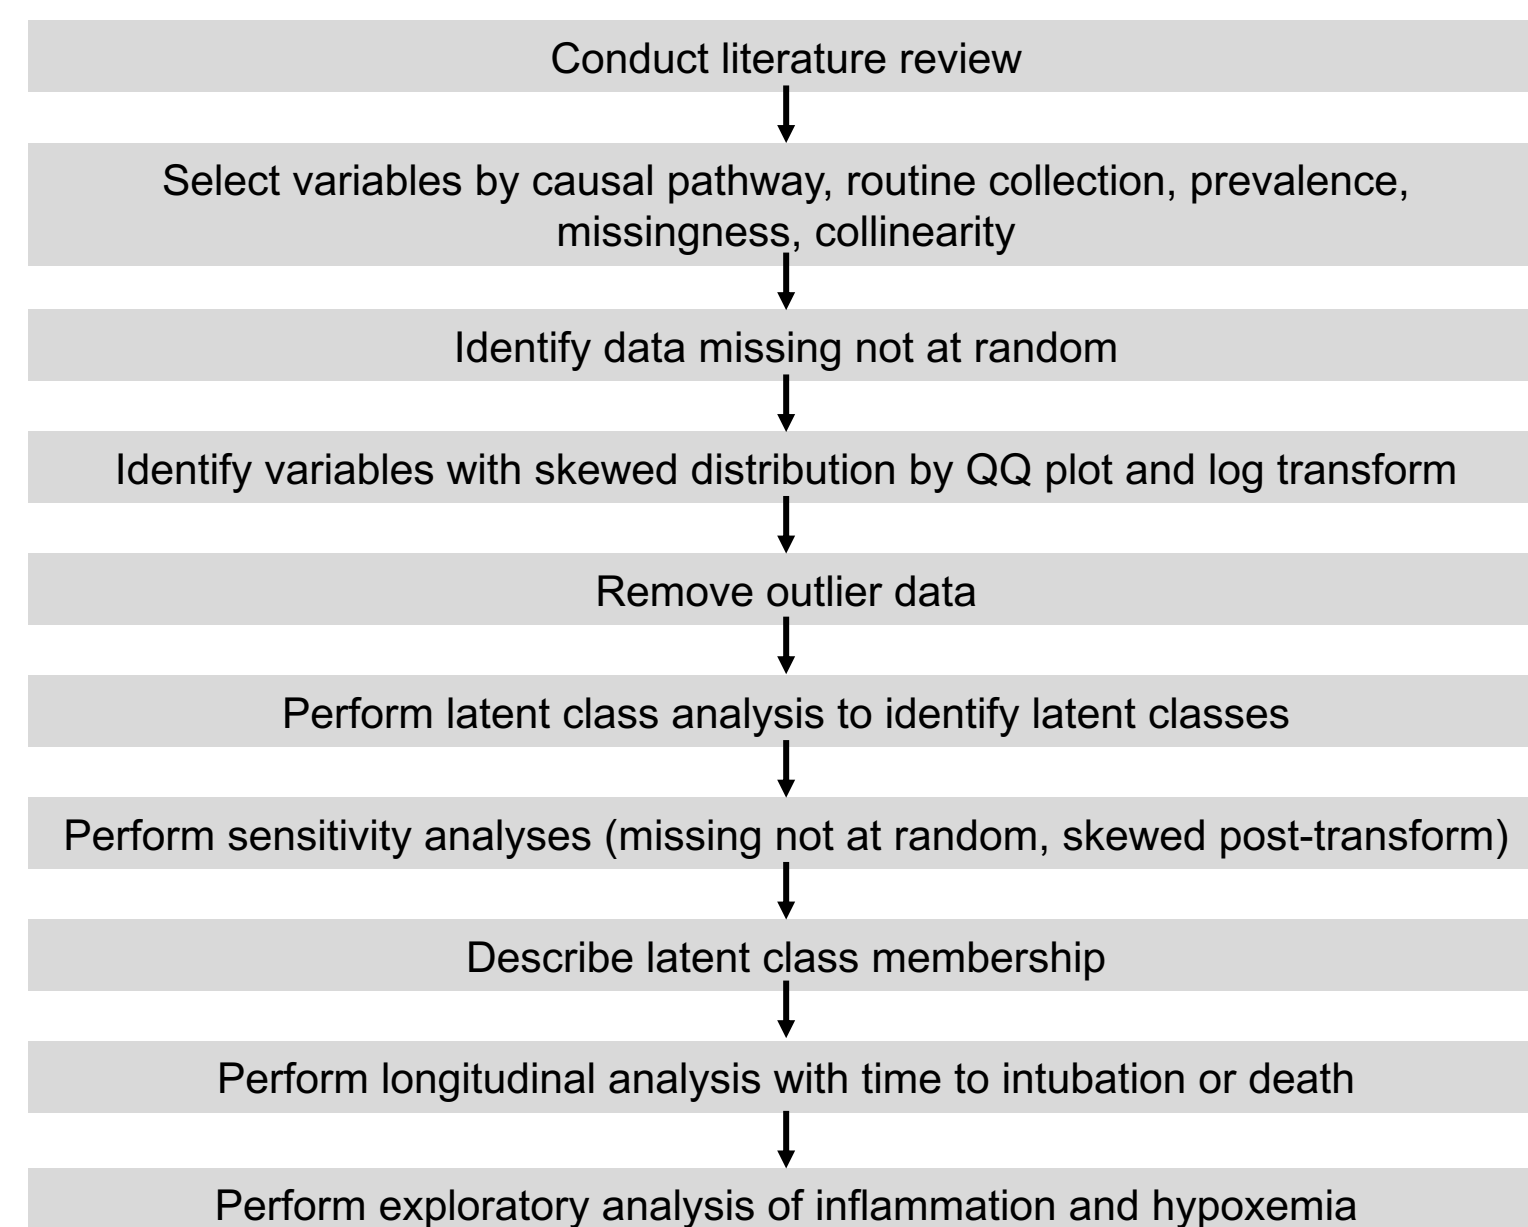 Conduct literature review
Select variables by causal pathway, routine collection, prevalence,
missingness, collinearity
Identify data missing not at random
Identify variables with skewed distribution by QQ plot and log transform
Remove outlier data
Perform latent class analysis to identify latent classes
Perform sensitivity analyses (missing not at random, skewed post-transform)
Describe latent class membership
Perform longitudinal analysis with time to intubation or death
Perform exploratory analysis of inflammation and hypoxemia